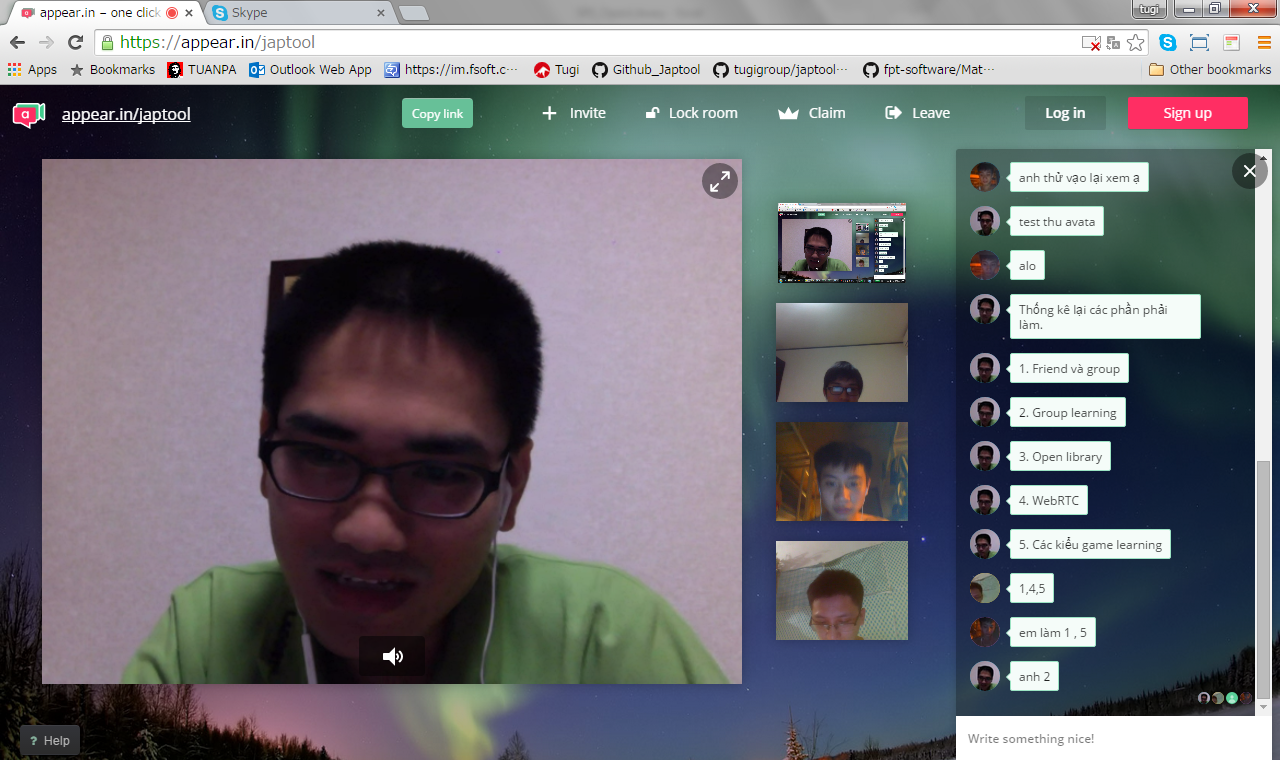 appear.in – one click
Skype
tugi
https://appear.in/japtool
Apps
Bookmarks
TUANPA
Outlook Web App
https://im.fsoft.c…
Tugi
Github_Japtool
tugigroup/japtool…
fpt-software/Mat…
Other bookmarks
a
appear.in/japtool
Copy link
Invite
Lock room
Claim
Leave
Log in
Sign up
anh thử vạo lại xem ạ
test thu avata
alo
Thống kê lại các phần phải
làm.
1. Friend và group
2. Group learning
3. Open library
4. WebRTC
5. Các kiểu game learning
1,4,5
em làm 1 , 5
anh 2
? Help
Write something nice!